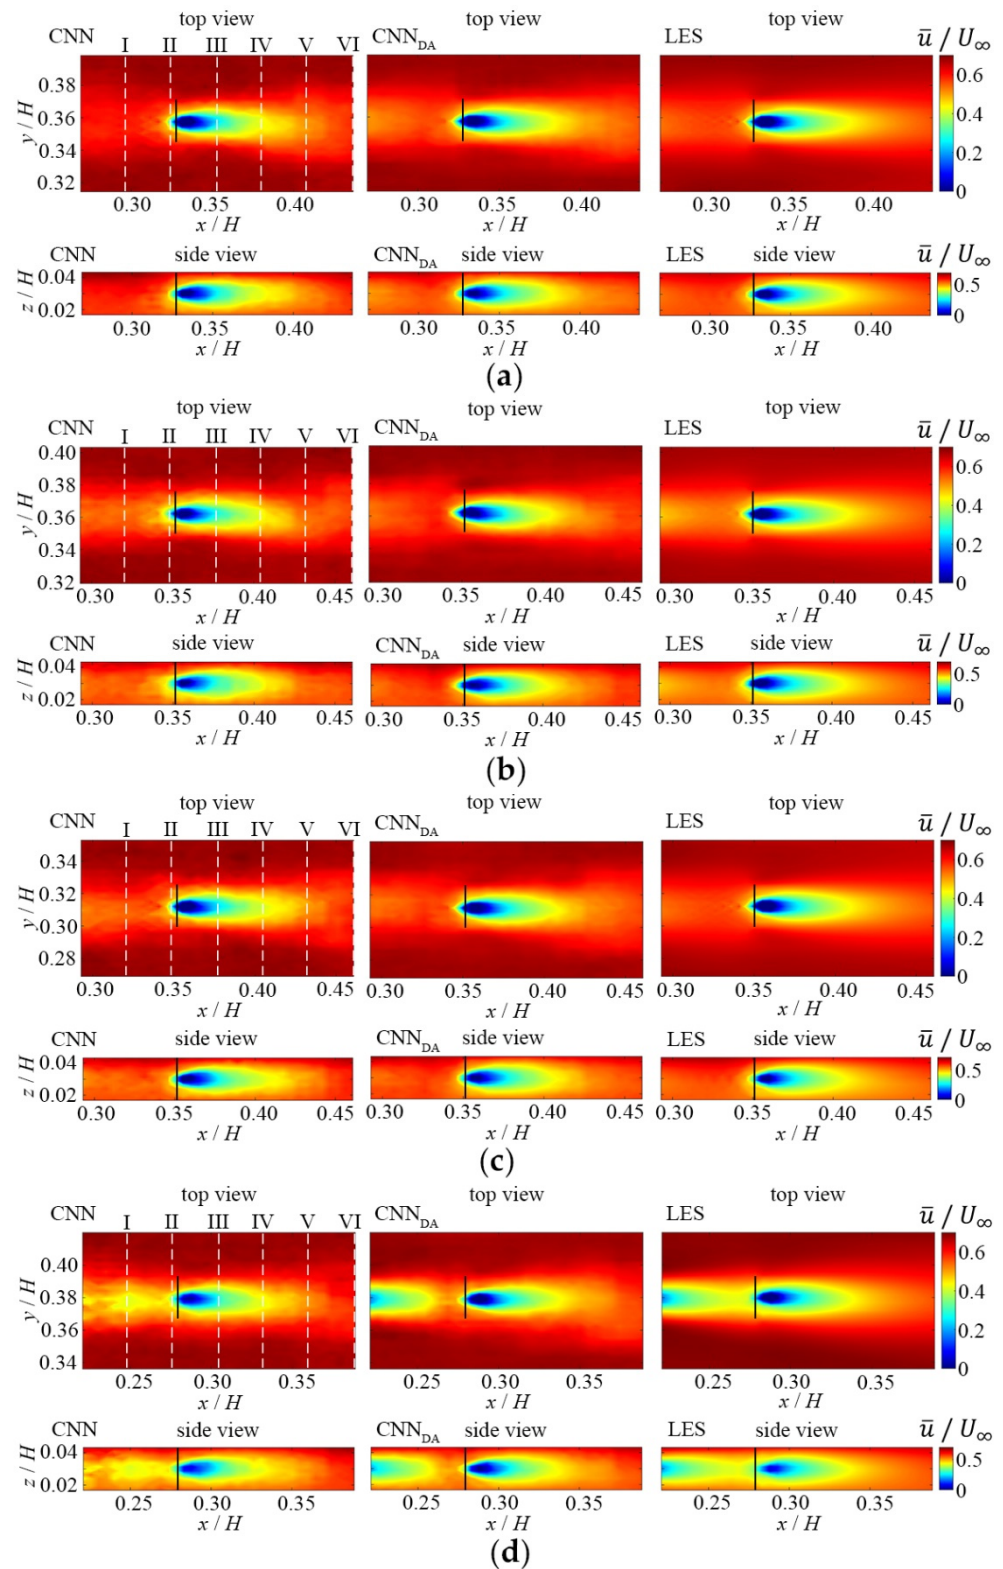 top view top view top view
CNN I II III IV V VI CNN_DA LES u̅ / U∞
0.38 0.6
y / H 0.36 0.4
0.34 0.2
0.32 0
0.30 0.35 0.40 0.35 0.40 0.30 0.35 0.40
x / H x / H x / H
CNN side view CNN_DA side view LES side view u̅ / U∞
z / H 0.04 0.5
0.02 0
0.30 0.35 0.40 0.35 0.40 0.30 0.35 0.40
x / H x / H x / H
(a)
top view top view top view
CNN I II III IV V VI CNN_DA LES u̅ / U∞
0.40 0.6
0.38
y / H 0.4
0.36
0.34 0.2
0.32 0
0.30 0.35 0.40 0.45 0.30 0.35 0.40 0.45 0.30 0.35 0.40 0.45
x / H x / H x / H
CNN side view CNN_DA side view LES side view u̅ / U∞
z / H 0.04 0.5
0.02 0
0.30 0.35 0.40 0.45 0.30 0.35 0.40 0.45 0.30 0.35 0.40 0.45
x / H x / H x / H
(b)
top view top view top view
CNN I II III IV V VI CNN_DA LES u̅ / U∞
0.34 0.6
y / H 0.32 0.4
0.30 0.2
0.28 0
0.30 0.35 0.40 0.45 0.30 0.35 0.40 0.45 0.30 0.35 0.40 0.45
x / H x / H x / H
CNN side view CNN_DA side view LES side view u̅ / U∞
z / H 0.04 0.5
0.02 0
0.30 0.35 0.40 0.45 0.30 0.35 0.40 0.45 0.30 0.35 0.40 0.45
x / H x / H x / H
(c)
top view top view top view
CNN I II III IV V VI CNN_DA LES u̅ / U∞
0.40 0.6
y / H 0.38 0.4
0.36 0.2
0.34 0
0.25 0.30 0.35 0.25 0.30 0.35 0.25 0.30 0.35
x / H x / H x / H
CNN side view CNN_DA side view LES side view u̅ / U∞
z / H 0.04 0.5
0.02 0
0.25 0.30 0.35 0.25 0.30 0.35 0.25 0.30 0.35
x / H x / H x / H
(d)